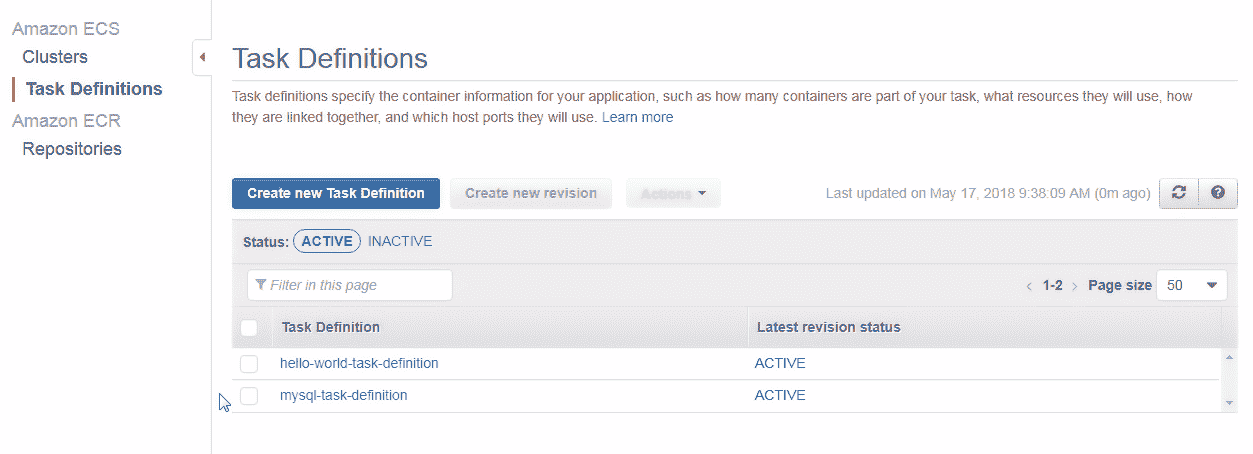 Amazon ECS
Clusters
Task Definitions
Amazon ECR
Repositories
Task Definitions
Task definitions specify the container information for your application, such as how many containers are part of your task, what resources they will use, how
they are linked together, and which host ports they will use. Learn more
Create new Task Definition Create new revision Actions Last updated on May 17, 2018 9:38:09 AM (0m ago)
Status: ACTIVE INACTIVE
Filter in this page 1-2 Page size 50
Task Definition Latest revision status
hello-world-task-definition ACTIVE
mysql-task-definition ACTIVE